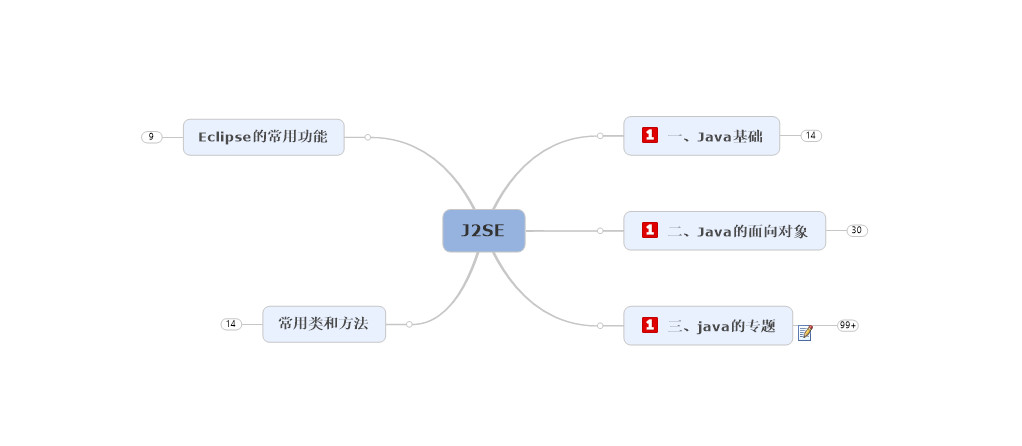 Eclipse的常用功能
9
1 一、Java基础
14
J2SE
1 二、Java的面向对象
30
常用类和方法
14
1 三、java的专题
99+